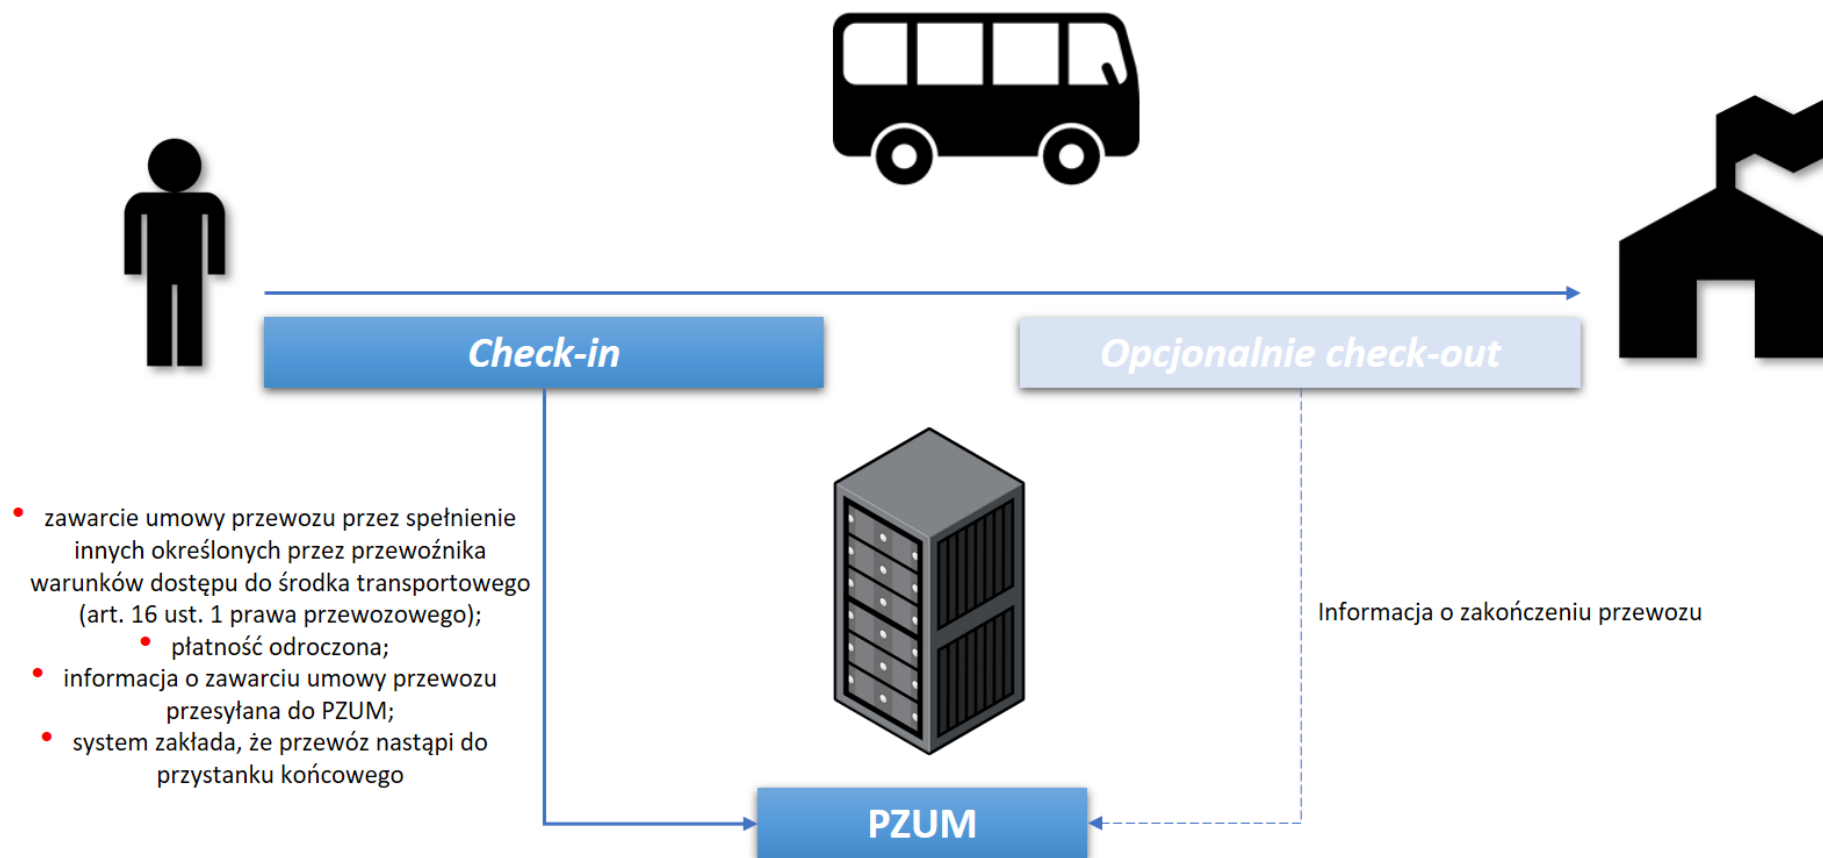 Check-in
Opcjonalnie check-out
• zawarcie umowy przewozu przez spełnienie
innych określonych przez przewoźnika
warunków dostępu do środka transportowego
(art. 16 ust. 1 prawa przewozowego);
• płatność odroczona;
• informacja o zawarciu umowy przewozu
przesyłana do PZUM;
• system zakłada, że przewóz nastąpi do
przystanku końcowego
Informacja o zakończeniu przewozu
PZUM